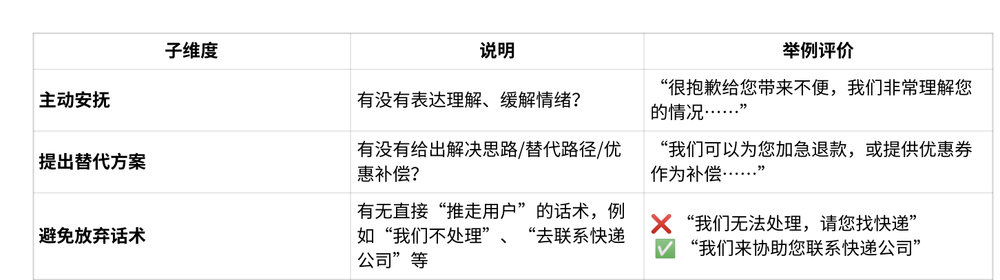 子维度 说明 举例评价
主动安抚 有没有表达理解、缓解情绪？ “很抱歉给您带来不便，我们非常理解您
的情况……”
提出替代方案 有没有给出解决思路/替代路径/优
惠补偿？
“我们可以为您加急退款，或提供优惠券
作为补偿……”
避免放弃话术 有无直接“推走用户”的话术，例
如“我们不处理”、“去联系快递
公司”等
❌ “我们无法处理，请您找快递”
✅ “我们来协助您联系快递公司”